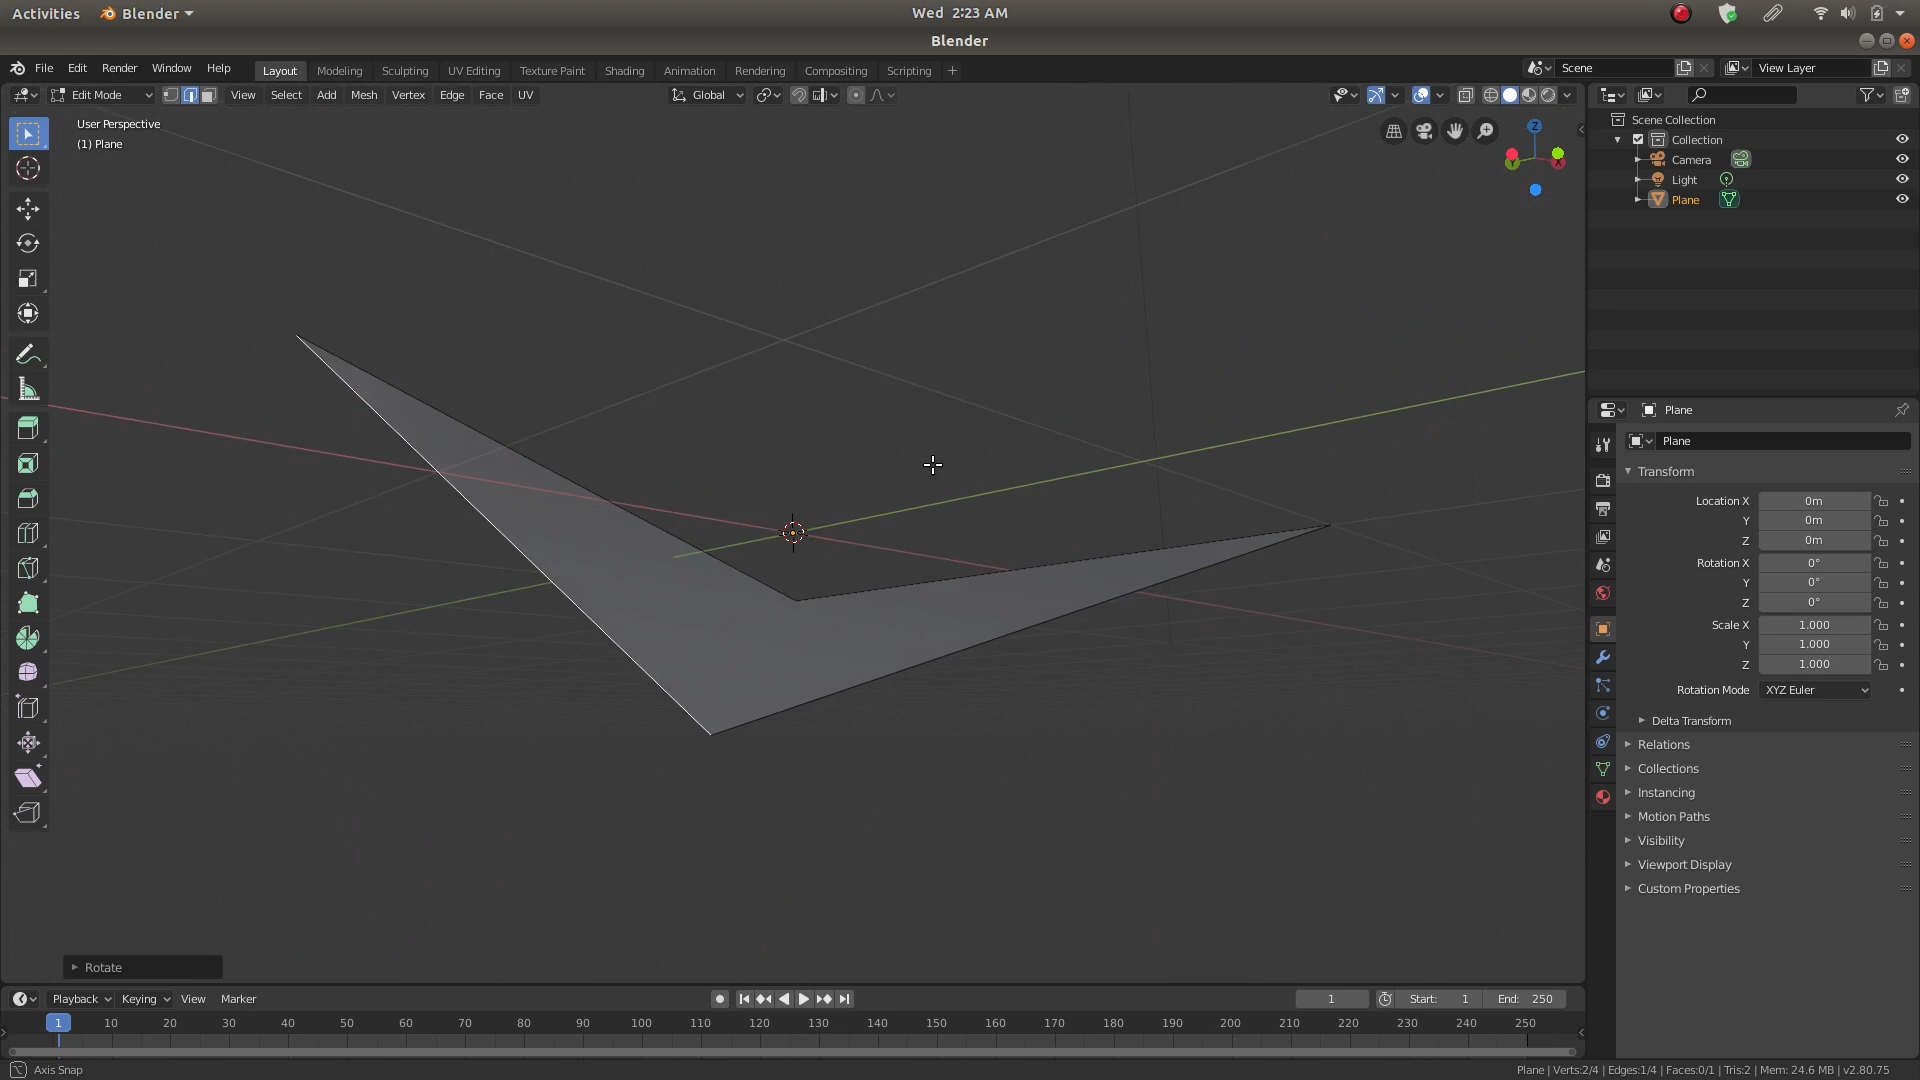 Activities Blender Wed 2:23 AM
Blender
File Edit Render Window Help Layout Modeling Sculpting UV Editing Texture Paint Shading Animation Rendering Compositing Scripting + Scene View Layer
Edit Mode View Select Add Mesh Vertex Edge Face UV Global
User Perspective
(1) Plane
Z
Y
X
Scene Collection
Collection
Camera
Light
Plane
Plane
Plane
Transform
Location X 0m
Y 0m
Z 0m
Rotation X 0°
Y 0°
Z 0°
Scale X 1.000
Y 1.000
Z 1.000
Rotation Mode XYZ Euler
Delta Transform
Relations
Collections
Instancing
Motion Paths
Visibility
Viewport Display
Custom Properties
Rotate
Playback Keying View Marker 1 Start: 1 End: 250
1 10 20 30 40 50 60 70 80 90 100 110 120 130 140 150 160 170 180 190 200 210 220 230 240 250
Axis Snap Plane | Verts:2/4 | Edges:1/4 | Faces:0/1 | Tris:2 | Mem: 24.6 MB | v2.80.75